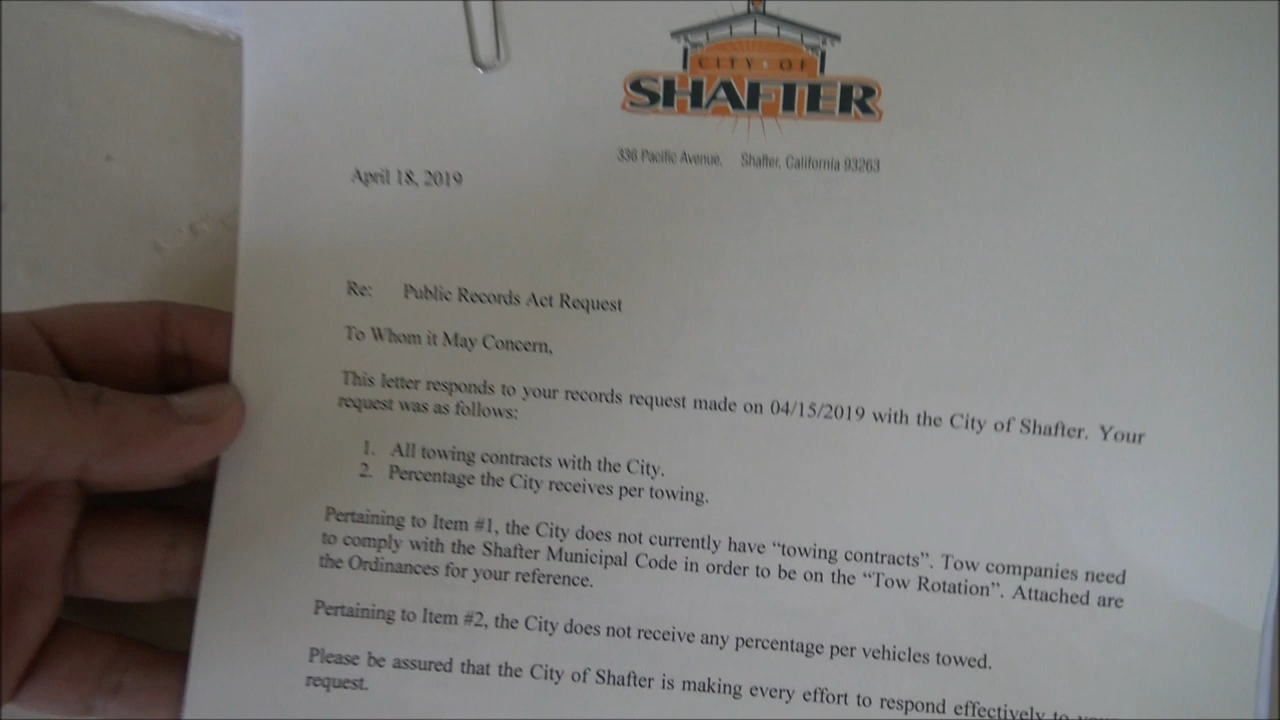 CITY OF
SHAFTER
336 Pacific Avenue, Shafter, California 93263
April 18, 2019
Re: Public Records Act Request
To Whom it May Concern,
This letter responds to your records request made on 04/15/2019 with the City of Shafter. Your
request was as follows:
1. All towing contracts with the City.
2. Percentage the City receives per towing.
Pertaining to Item #1, the City does not currently have “towing contracts”. Tow companies need
to comply with the Shafter Municipal Code in order to be on the “Tow Rotation”. Attached are
the Ordinances for your reference.
Pertaining to Item #2, the City does not receive any percentage per vehicles towed.
Please be assured that the City of Shafter is making every effort to respond effectively to
request.